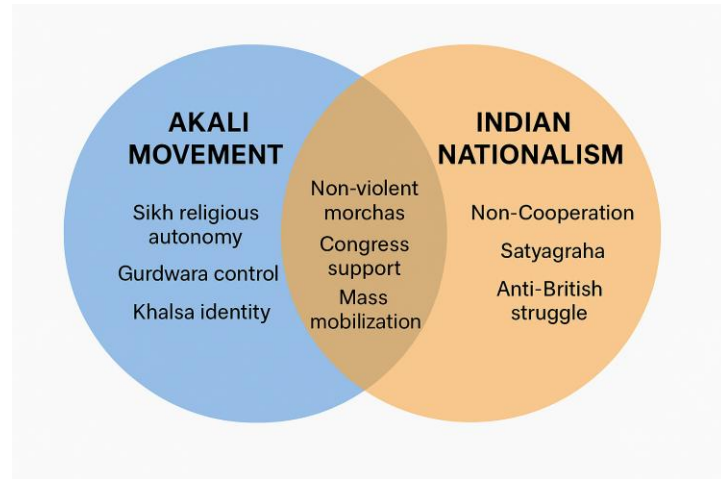 AKALI
MOVEMENT
Sikh religious
autonomy
Gurdwara control
Khalsa identity
Non-violent
morchas
Congress
support
Mass
mobilization
INDIAN
NATIONALISM
Non-Cooperation
Satyagraha
Anti-British
struggle